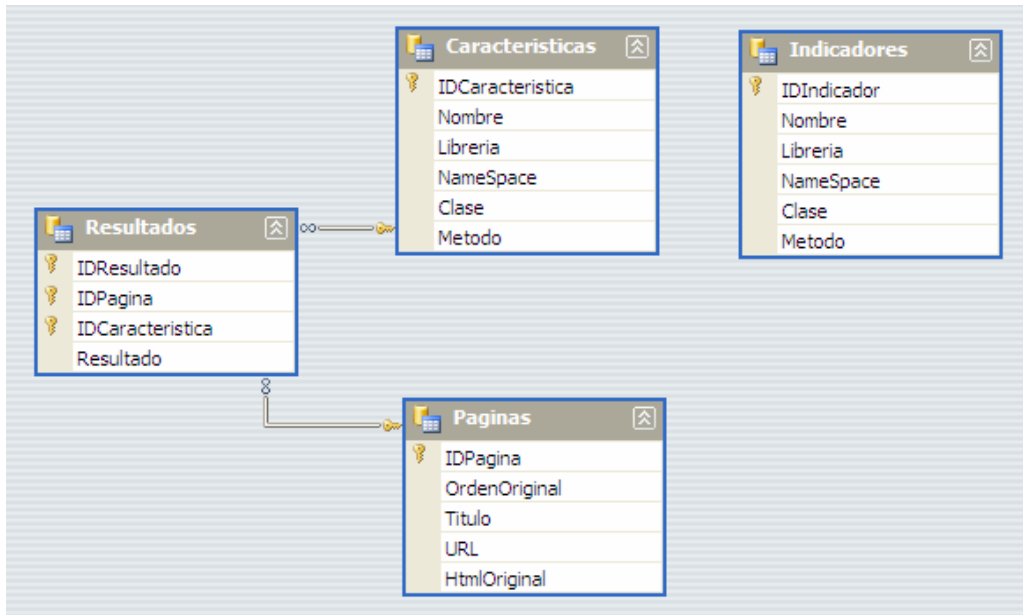 Caracteristicas
IDCaracteristica
Nombre
Libreria
NameSpace
Clase
Metodo
Indicadores
IDIndicador
Nombre
Libreria
NameSpace
Clase
Metodo
Resultados
IDResultado
IDPagina
IDCaracteristica
Resultado
Paginas
IDPagina
OrdenOriginal
Titulo
URL
HtmlOriginal